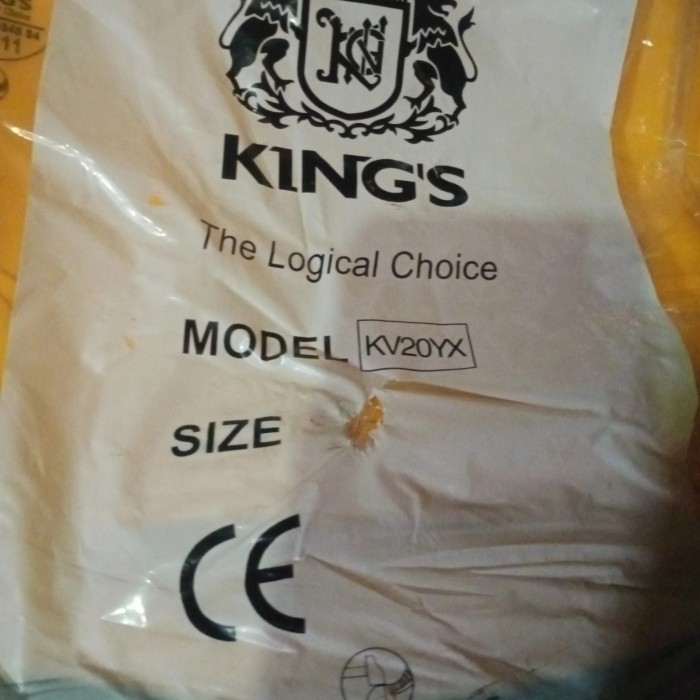 KING'S
The Logical Choice
MODEL KV20YX
SIZE
CE